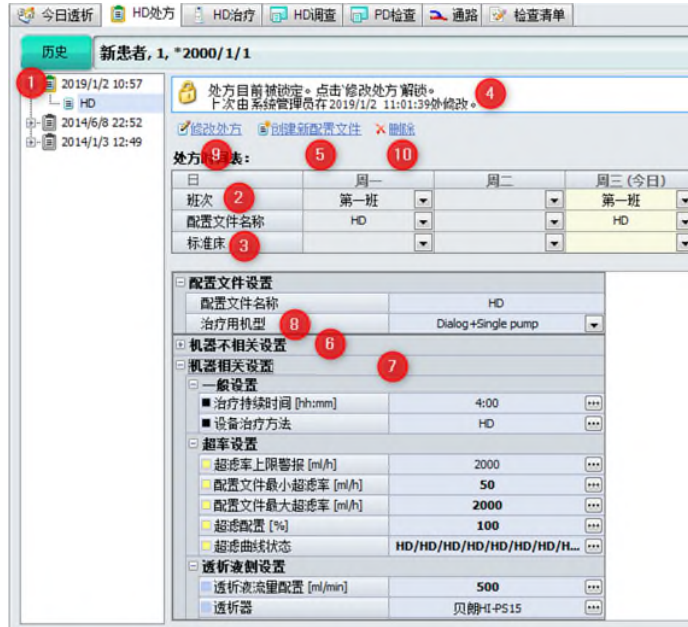 今日透析 HD处方 HD治疗 HD调查 PD检查 通路 检查清单
历史 新患者, 1, *2000/1/1
1 2019/1/2 10:57
HD
2014/6/8 22:52
2014/1/3 12:49
处方目前被锁定。点击'修改处方'解锁。
上次由系统管理员在2019/1/2 11:01:39处修改。 4
修改处方 创建新配置文件 删除
9 5 10
处方时间表:
日 周一 周二 周三 (今日)
班次 2 第一班 第一班
配置文件名称 HD HD
标准床 3
配置文件设置
配置文件名称 HD
治疗用机型 8 Dialog+Single pump
机器不相关设置 6
机器相关设置 7
一般设置
治疗持续时间 [hh:mm] 4:00
设备治疗方法 HD
超率设置
超滤率上限警报 [ml/h] 2000
配置文件最小超滤率 [ml/h] 50
配置文件最大超滤率 [ml/h] 2000
超滤配置 [%] 100
超滤曲线状态 HD/HD/HD/HD/HD/HD/HD/H...
透析液侧设置
透析液流量配置 [ml/min] 500
透析器 贝朗HI-PS15